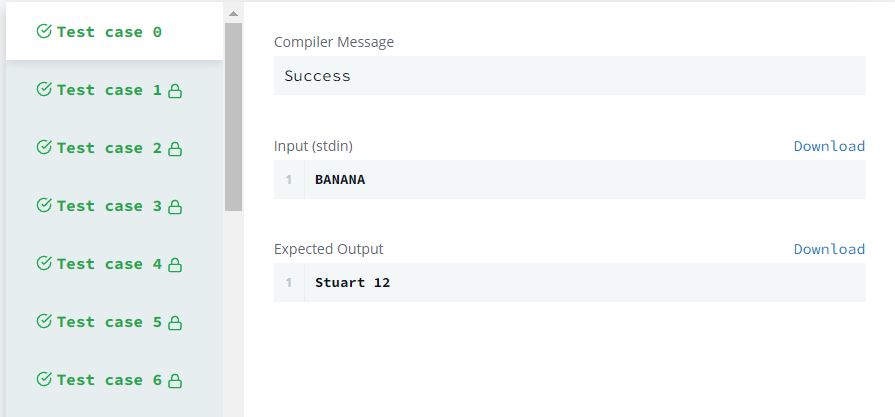 Test case 0
Test case 1
Test case 2
Test case 3
Test case 4
Test case 5
Test case 6
Compiler Message
Success
Input (stdin)
Download
1 BANANA
Expected Output
Download
1 Stuart 12